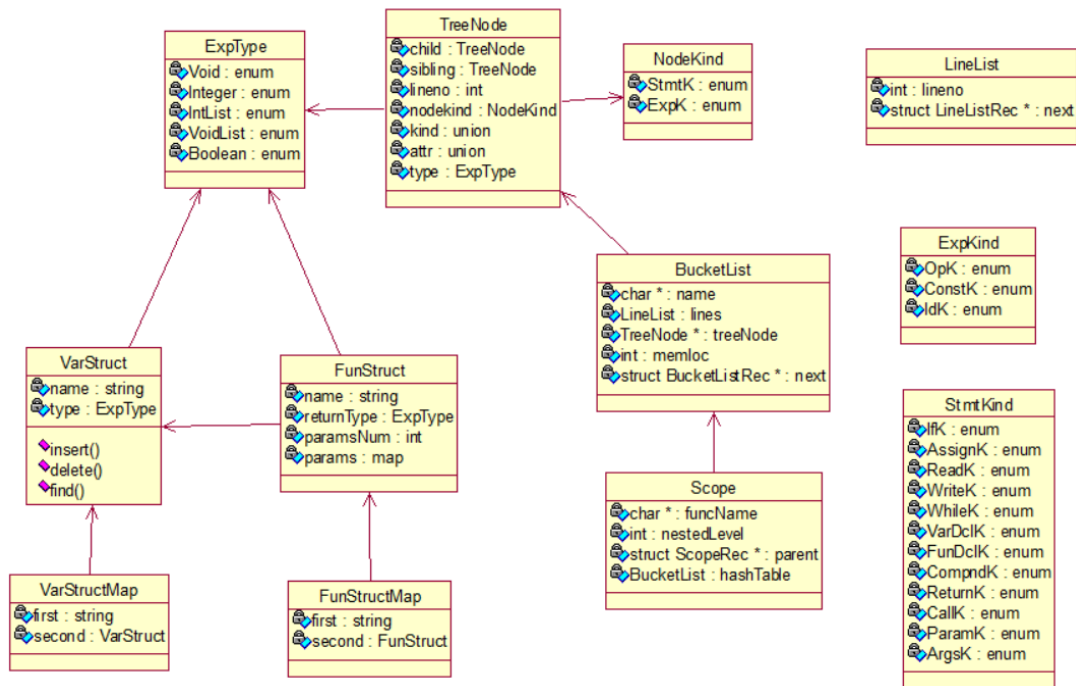 TreeNode
child : TreeNode
sibling : TreeNode
lineno : int
nodekind : NodeKind
kind : union
attr : union
type : ExpType
ExpType
Void : enum
Integer : enum
IntList : enum
VoidList : enum
Boolean : enum
NodeKind
StmtK : enum
ExpK : enum
LineList
int : lineno
struct LineListRec * : next
BucketList
char * : name
LineList : lines
TreeNode * : treeNode
int : memloc
struct BucketListRec * : next
ExpKind
OpK : enum
ConstK : enum
IdK : enum
VarStruct
name : string
type : ExpType
insert()
delete()
find()
FunStruct
name : string
returnType : ExpType
paramsNum : int
params : map
Scope
char * : funcName
int : nestedLevel
struct ScopeRec * : parent
BucketList : hashTable
StmtKind
IfK : enum
AssignK : enum
ReadK : enum
WriteK : enum
WhileK : enum
VarDclK : enum
FunDclK : enum
CompndK : enum
ReturnK : enum
CallK : enum
ParamK : enum
ArgsK : enum
VarStructMap
first : string
second : VarStruct
FunStructMap
first : string
second : FunStruct